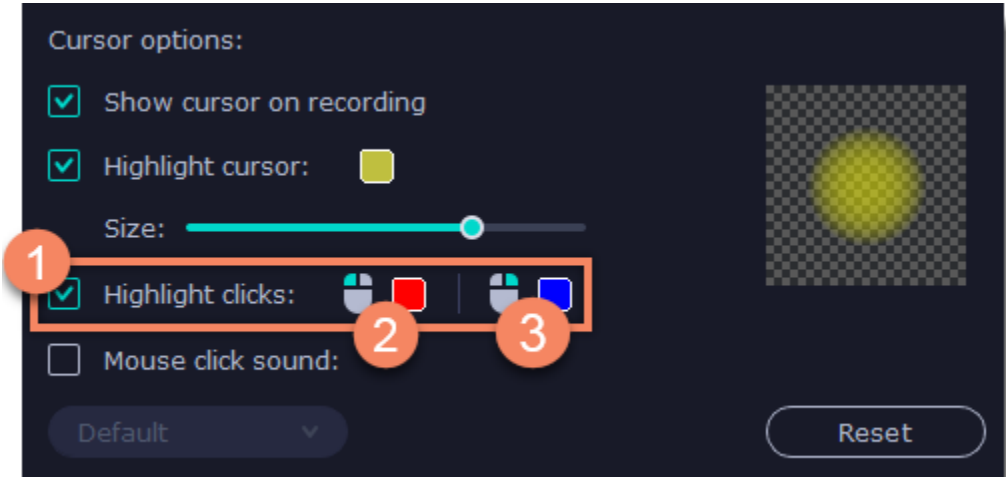 Cursor options:
Show cursor on recording
Highlight cursor:
Size:
1
Highlight clicks:
2
3
Mouse click sound:
Default
Reset